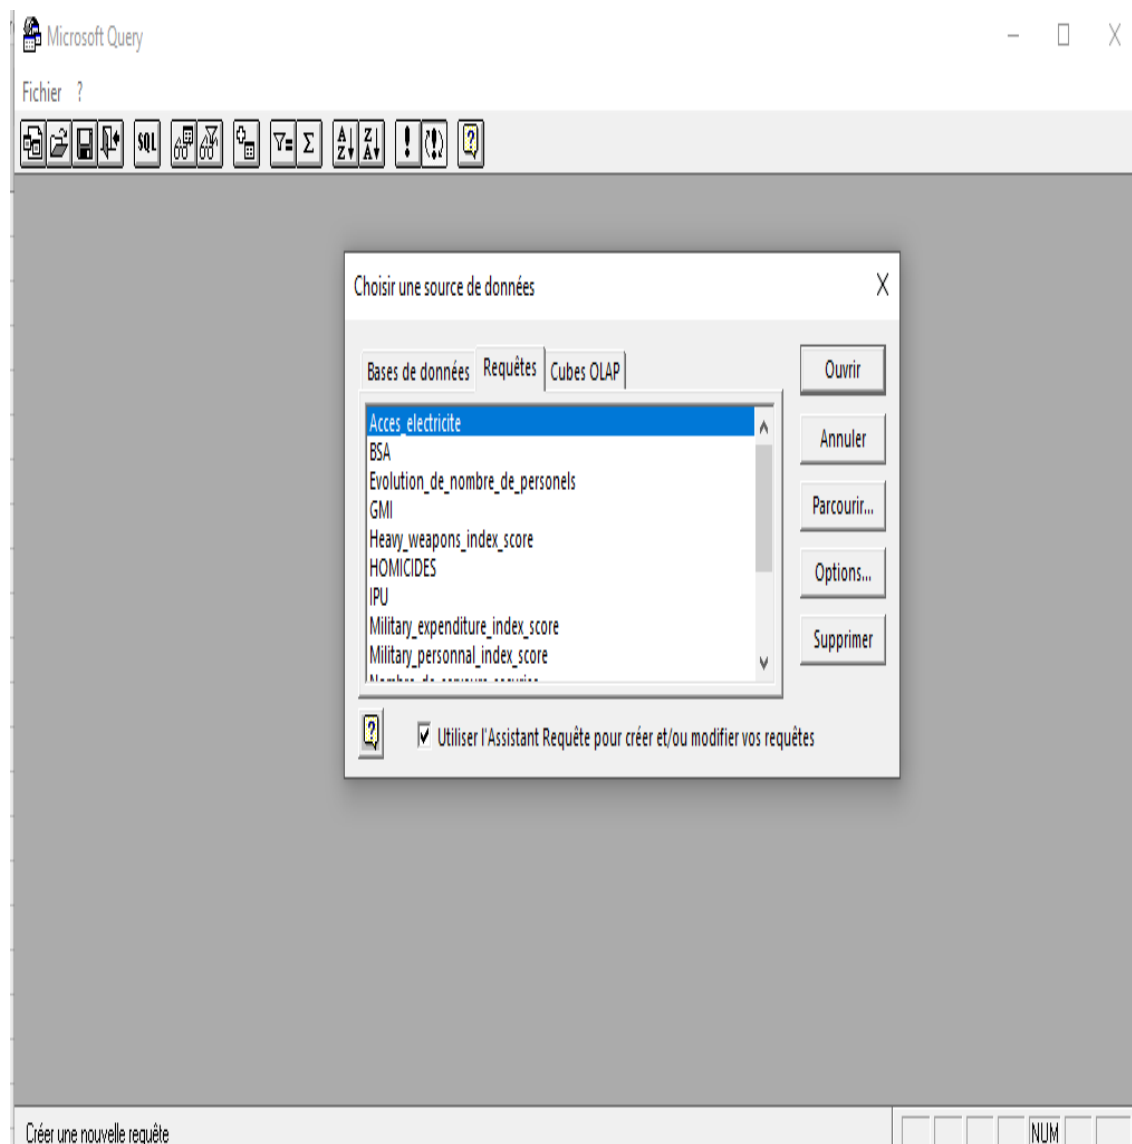 Microsoft Query
Fichier ?
SQL
Choisir une source de données
Bases de données Requêtes Cubes OLAP
Acces_electricite
BSA
Evolution_de_nombre_de_personels
GMI
Heavy_weapons_index_score
HOMICIDES
IPU
Military_expenditure_index_score
Military_personnal_index_score
Ouvrir
Annuler
Parcourir...
Options...
Supprimer
Utiliser l'Assistant Requête pour créer et/ou modifier vos requêtes
Créer une nouvelle requête NUM